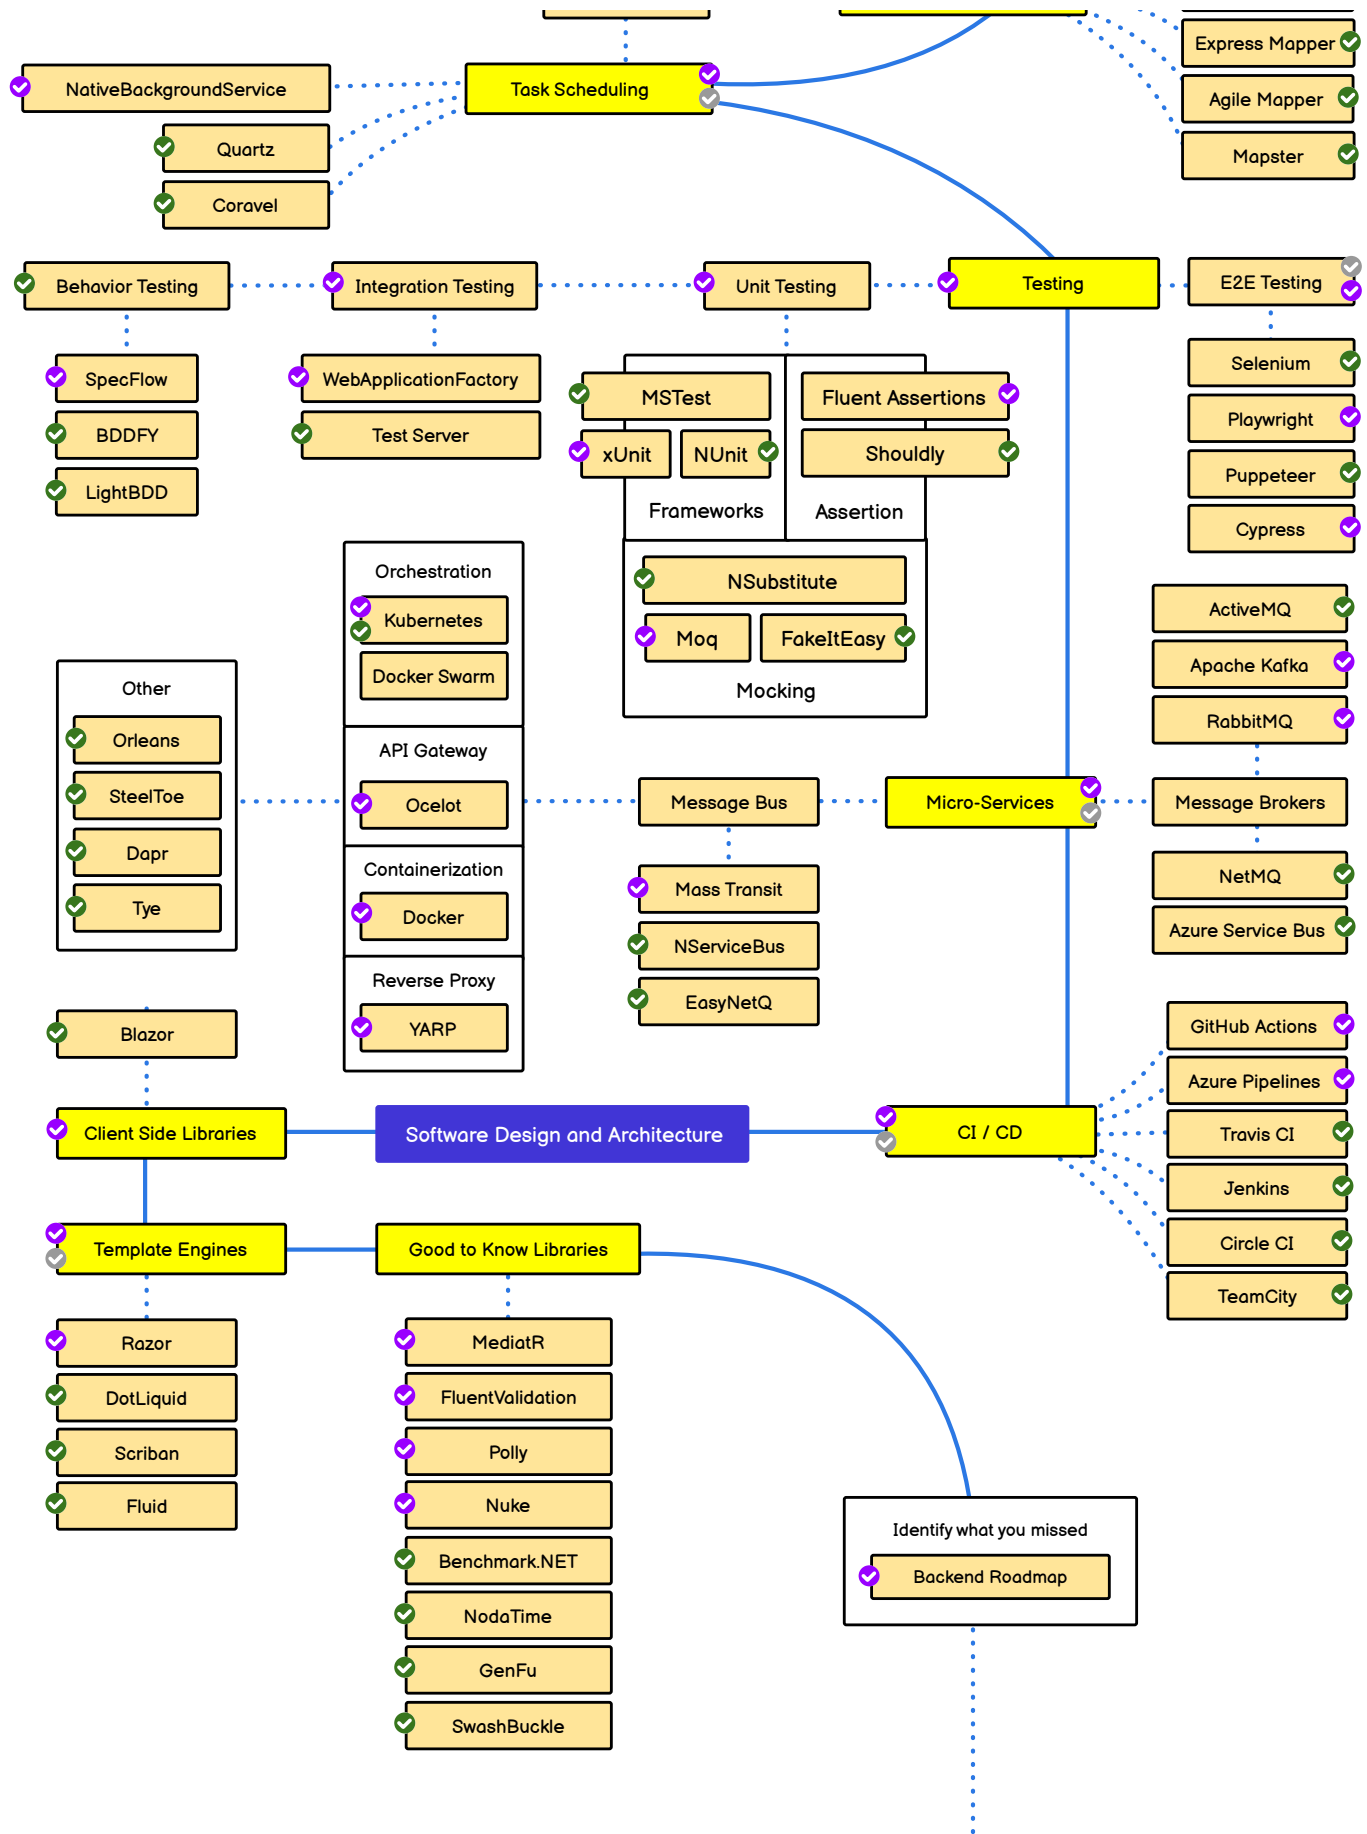 Express Mapper
Agile Mapper
Mapster
Task Scheduling
NativeBackgroundService
Quartz
Coravel
Behavior Testing
Integration Testing
Unit Testing
Testing
E2E Testing
SpecFlow
BDDFY
LightBDD
WebApplicationFactory
Test Server
MSTest
xUnit
NUnit
Frameworks
Fluent Assertions
Shouldly
Assertion
NSubstitute
Moq
FakeItEasy
Mocking
Selenium
Playwright
Puppeteer
Cypress
Orchestration
Kubernetes
Docker Swarm
API Gateway
Ocelot
Containerization
Docker
Reverse Proxy
YARP
Other
Orleans
SteelToe
Dapr
Tye
Message Bus
Mass Transit
NServiceBus
EasyNetQ
Micro-Services
ActiveMQ
Apache Kafka
RabbitMQ
Message Brokers
NetMQ
Azure Service Bus
Blazor
Client Side Libraries
Software Design and Architecture
CI / CD
GitHub Actions
Azure Pipelines
Travis CI
Jenkins
Circle CI
TeamCity
Template Engines
Good to Know Libraries
Razor
DotLiquid
Scriban
Fluid
MediatR
FluentValidation
Polly
Nuke
Benchmark.NET
NodaTime
GenFu
SwashBuckle
Identify what you missed
Backend Roadmap